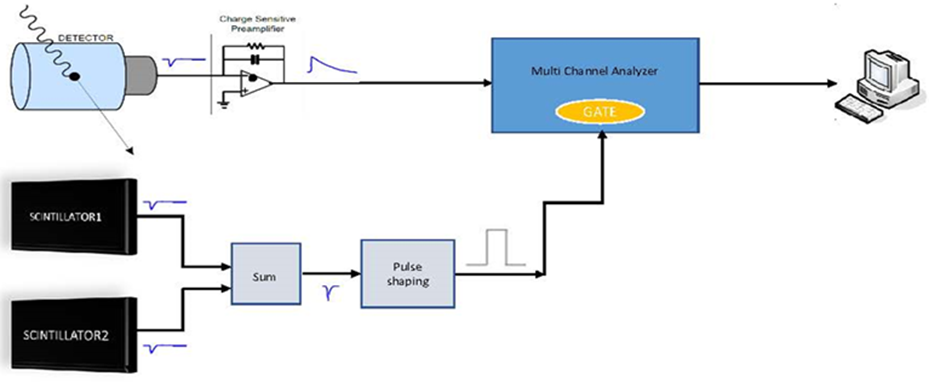 Charge Sensitive
Preamplifier
DETECTOR
Multi Channel Analyzer
GATE
SCINTILLATOR1
Sum
Pulse
shaping
SCINTILLATOR2